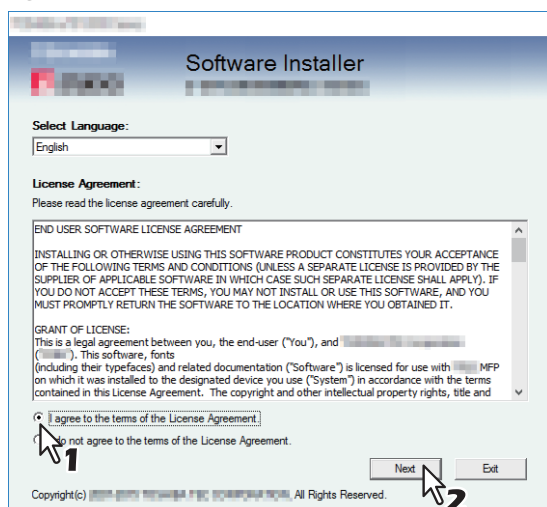 Software Installer
Select Language:
English
License Agreement:
Please read the license agreement carefully.
END USER SOFTWARE LICENSE AGREEMENT
INSTALLING OR OTHERWISE USING THIS SOFTWARE PRODUCT CONSTITUTES YOUR ACCEPTANCE
OF THE FOLLOWING TERMS AND CONDITIONS (UNLESS A SEPARATE LICENSE IS PROVIDED BY THE
SUPPLIER OF APPLICABLE SOFTWARE IN WHICH CASE SUCH SEPARATE LICENSE SHALL APPLY). IF
YOU DO NOT ACCEPT THESE TERMS, YOU MAY NOT INSTALL OR USE THIS SOFTWARE, AND YOU
MUST PROMPTLY RETURN THE SOFTWARE TO THE LOCATION WHERE YOU OBTAINED IT.
GRANT OF LICENSE:
This is a legal agreement between you, the end-user ("You"), and
("     "). This software, fonts
(including their typefaces) and related documentation ("Software") is licensed for use with MFP
on which it was installed to the designated device you use ("System") in accordance with the terms
contained in this License Agreement. The copyright and other intellectual property rights, title and
I agree to the terms of the License Agreement.
do not agree to the terms of the License Agreement.
1
Next
Exit
2
Copyright(c) All Rights Reserved.